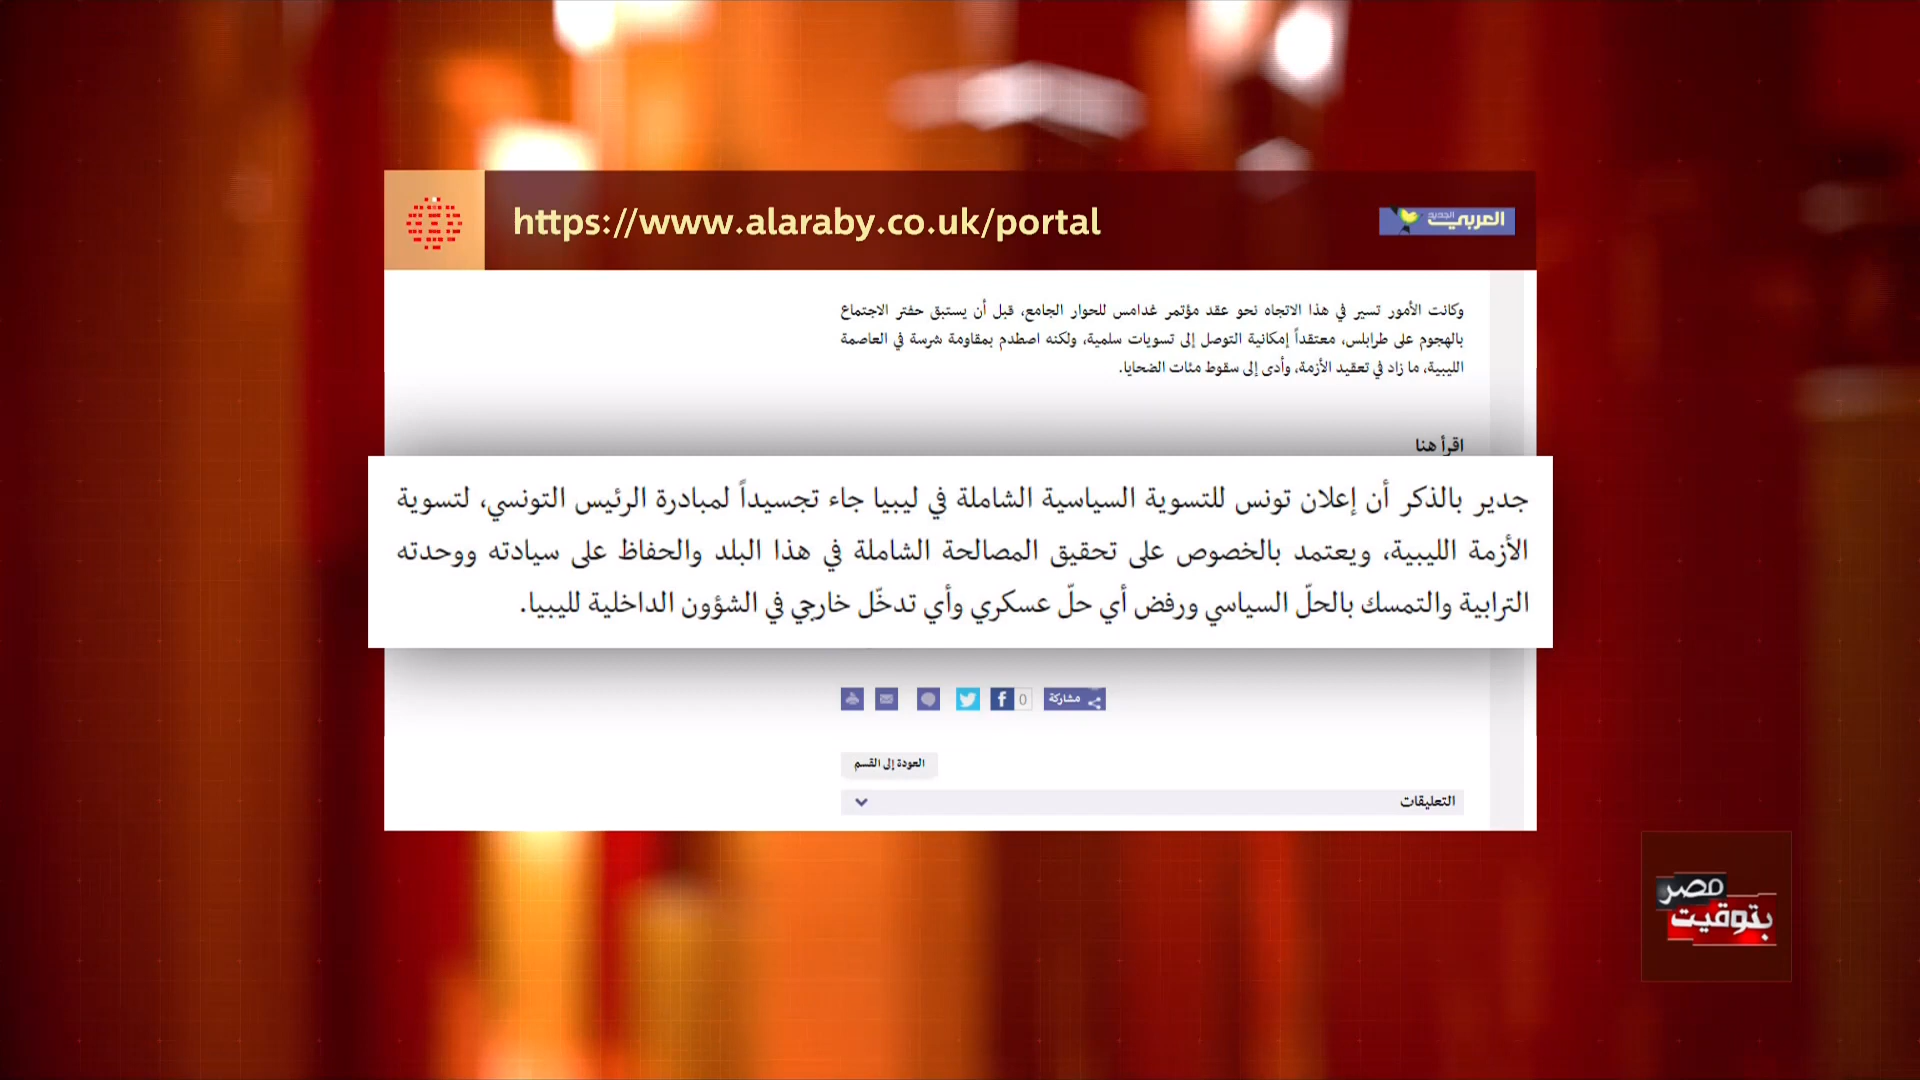 https://www.alaraby.co.uk/portal
العربي الجديد
وكانت الأمور تسير في هذا الاتجاه نحو عقد مؤتمر غدامس للحوار الجامع، قبل أن يستبق حفتر الاجتماع
بالهجوم على طرابلس، معتقداً إمكانية التوصل إلى تسويات سلمية، ولكنه اصطدم بمقاومة شرسة في العاصمة
الليبية، ما زاد في تعقيد الأزمة، وأدى إلى سقوط مئات الضحايا.
اقرأ هنا
جدير بالذكر أن إعلان تونس للتسوية السياسية الشاملة في ليبيا جاء تجسيداً لمبادرة الرئيس التونسي، لتسوية
الأزمة الليبية، ويعتمد بالخصوص على تحقيق المصالحة الشاملة في هذا البلد والحفاظ على سيادته ووحدته
الترابية والتمسك بالحلّ السياسي ورفض أي حلّ عسكري وأي تدخّل خارجي في الشؤون الداخلية لليبيا.
مشاركة
0
العودة إلى القسم
التعليقات
مصر
بتوقيت